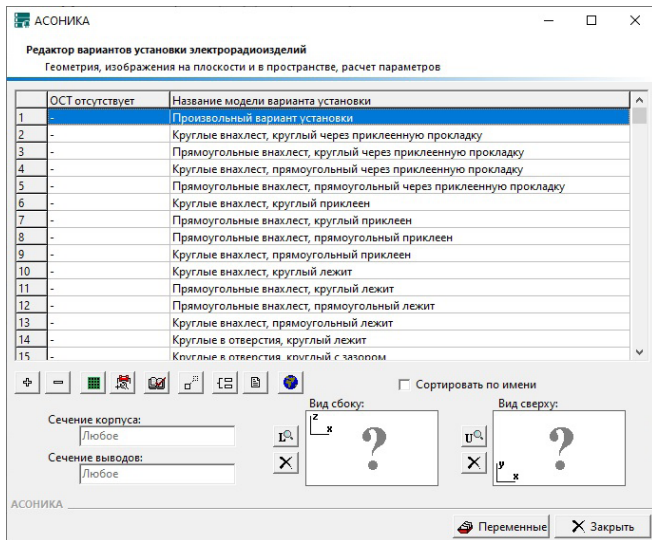 АСОНИКА
Редактор вариантов установки электрорадиоизделий
Геометрия, изображения на плоскости и в пространстве, расчет параметров
ОСТ отсутствует Название модели варианта установки
1 - Произвольный вариант установки
2 - Круглые внахлест, круглый через приклеенную прокладку
3 - Прямоугольные внахлест, круглый через приклеенную прокладку
4 - Круглые внахлест, прямоугольный через приклеенную прокладку
5 - Прямоугольные внахлест, прямоугольный через приклеенную прокладку
6 - Круглые внахлест, круглый приклеен
7 - Прямоугольные внахлест, круглый приклеен
8 - Прямоугольные внахлест, прямоугольный приклеен
9 - Круглые внахлест, прямоугольный приклеен
10 - Круглые внахлест, круглый лежит
11 - Прямоугольные внахлест, круглый лежит
12 - Прямоугольные внахлест, прямоугольный лежит
13 - Круглые внахлест, прямоугольный лежит
14 - Круглые в отверстия, круглый лежит
15 - Круглые в отверстия, круглый с зазором
Сортировать по имени
Вид сбоку: Вид сверху:
Сечение корпуса:
Любое
Сечение выводов:
Любое
L U
z x ? y x ?
АСОНИКА
Переменные Закрыть